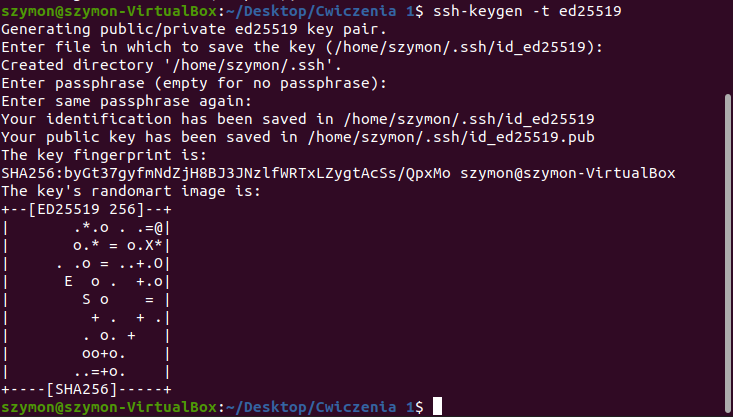 szymon@szymon-VirtualBox:~/Desktop/Cwiczenia 1$ ssh-keygen -t ed25519
Generating public/private ed25519 key pair.
Enter file in which to save the key (/home/szymon/.ssh/id_ed25519):
Created directory '/home/szymon/.ssh'.
Enter passphrase (empty for no passphrase):
Enter same passphrase again:
Your identification has been saved in /home/szymon/.ssh/id_ed25519
Your public key has been saved in /home/szymon/.ssh/id_ed25519.pub
The key fingerprint is:
SHA256:byGt37gyfmNdZjH8BJ3JNzlfWRTxLZygtAcSs/QpxMo szymon@szymon-VirtualBox
The key's randomart image is:
+--[ED25519 256]--+
|       .*.o . .=@|
|       o.* = o.X*|
|     . .o = ..+.O|
|      E  o .  +.o|
|        S o    = |
|         + .  + .|
|        . o. +   |
|        oo+o.    |
|       ..=+o.    |
+----[SHA256]-----+
szymon@szymon-VirtualBox:~/Desktop/Cwiczenia 1$